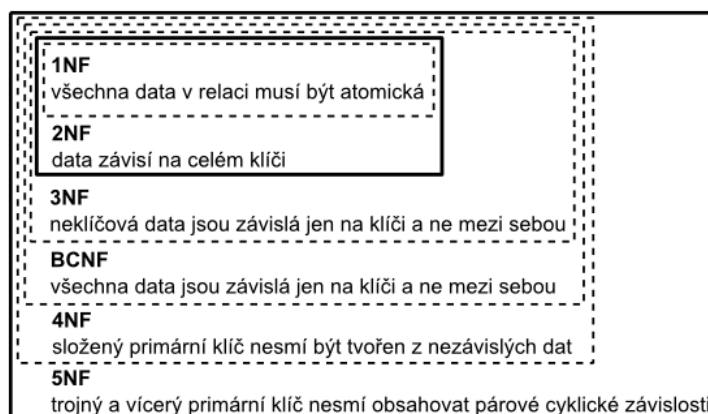 1NF
všechna data v relaci musí být atomická
2NF
data závisí na celém klíči
3NF
neklíčová data jsou závislá jen na klíči a ne mezi sebou
BCNF
všechna data jsou závislá jen na klíči a ne mezi sebou
4NF
složený primární klíč nesmí být tvořen z nezávislých dat
5NF
trojný a vícerý primární klíč nesmí obsahovat párové cyklické závislosti